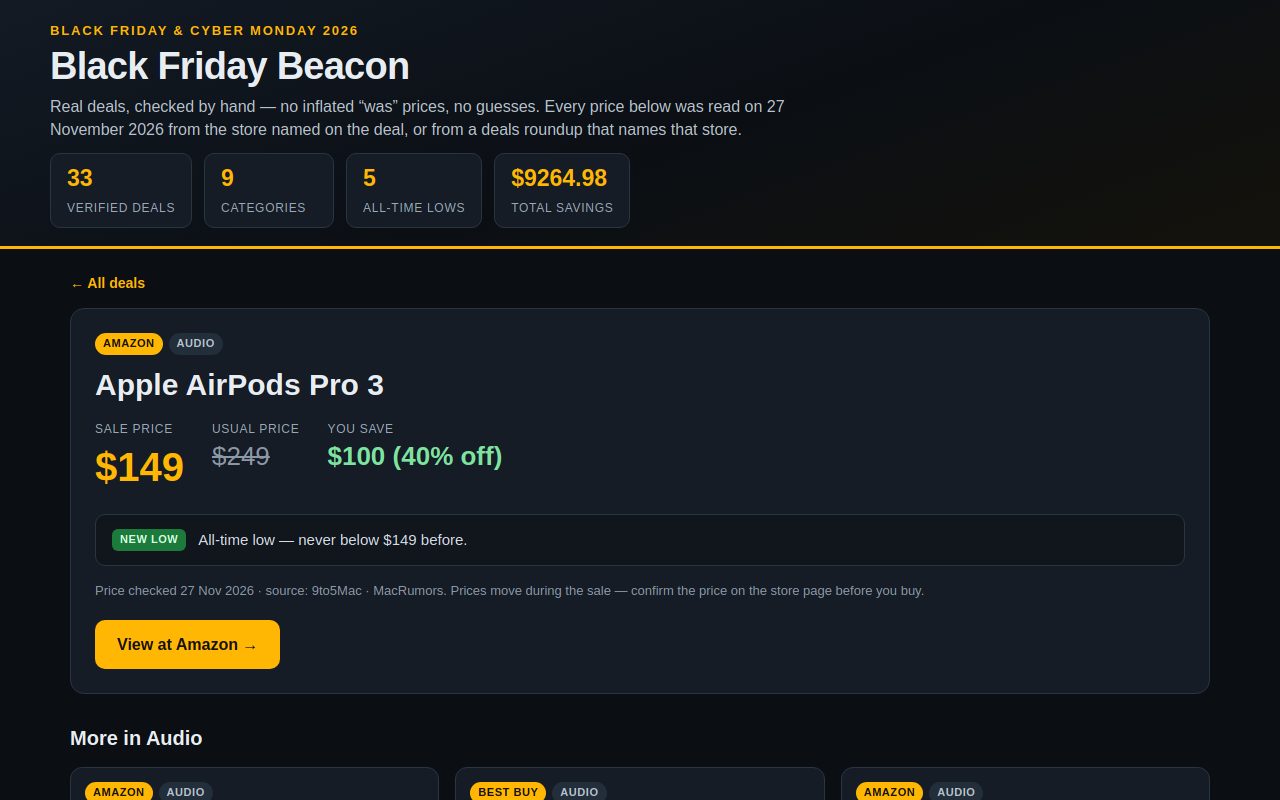 BLACK FRIDAY & CYBER MONDAY 2026
Black Friday Beacon
Real deals, checked by hand — no inflated “was” prices, no guesses. Every price below was read on 27
November 2026 from the store named on the deal, or from a deals roundup that names that store.
33
VERIFIED DEALS
9
CATEGORIES
5
ALL-TIME LOWS
$9264.98
TOTAL SAVINGS
← All deals
AMAZON AUDIO
Apple AirPods Pro 3
SALE PRICE
$149
USUAL PRICE
$249
YOU SAVE
$100 (40% off)
NEW LOW All-time low — never below $149 before.
Price checked 27 Nov 2026 · source: 9to5Mac · MacRumors. Prices move during the sale — confirm the price on the store page before you buy.
View at Amazon →
More in Audio
AMAZON AUDIO
BEST BUY AUDIO
AMAZON AUDIO